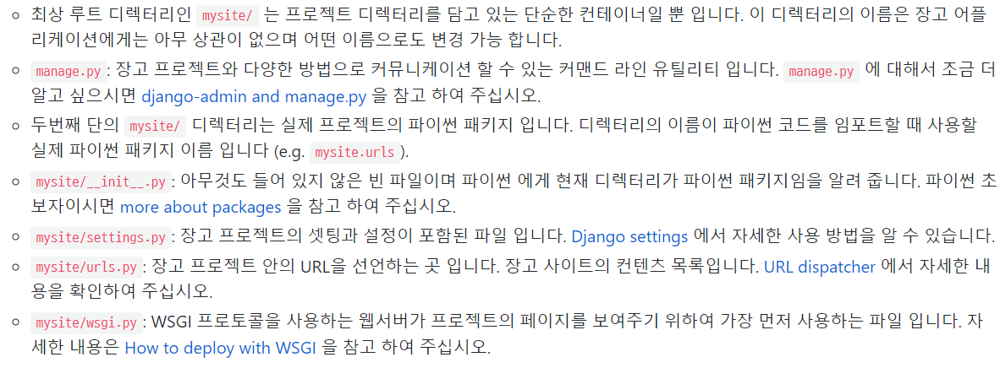 최상 루트 디렉터리인 mysite/ 는 프로젝트 디렉터리를 담고 있는 단순한 컨테이너일 뿐 입니다. 이 디렉터리의 이름은 장고 어플
리케이션에게는 아무 상관이 없으며 어떤 이름으로도 변경 가능 합니다.
manage.py : 장고 프로젝트와 다양한 방법으로 커뮤니케이션 할 수 있는 커맨드 라인 유틸리티 입니다. manage.py 에 대해서 조금 더
알고 싶으시면 django-admin and manage.py 을 참고 하여 주십시오.
두번째 단의 mysite/ 디렉터리는 실제 프로젝트의 파이썬 패키지 입니다. 디렉터리의 이름이 파이썬 코드를 임포트할 때 사용할
실제 파이썬 패키지 이름 입니다 (e.g. mysite.urls ).
mysite/__init__.py : 아무것도 들어 있지 않은 빈 파일이며 파이썬 에게 현재 디렉터리가 파이썬 패키지임을 알려 줍니다. 파이썬 초
보자이시면 more about packages 을 참고 하여 주십시오.
mysite/settings.py : 장고 프로젝트의 셋팅과 설정이 포함된 파일 입니다. Django settings 에서 자세한 사용 방법을 알 수 있습니다.
mysite/urls.py : 장고 프로젝트 안의 URL을 선언하는 곳 입니다. 장고 사이트의 컨텐츠 목록입니다. URL dispatcher 에서 자세한 내
용을 확인하여 주십시오.
mysite/wsgi.py : WSGI 프로토콜을 사용하는 웹서버가 프로젝트의 페이지를 보여주기 위하여 가장 먼저 사용하는 파일 입니다. 자
세한 내용은 How to deploy with WSGI 을 참고 하여 주십시오.